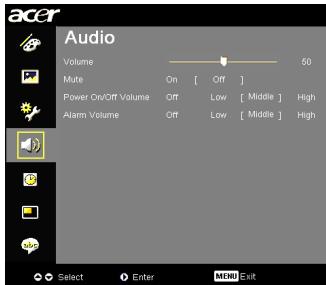 acer
Audio
Volume 50
Mute On [ Off ]
Power On/Off Volume Off Low [ Middle ] High
Alarm Volume Off Low [ Middle ] High
abc
Select Enter MENU Exit